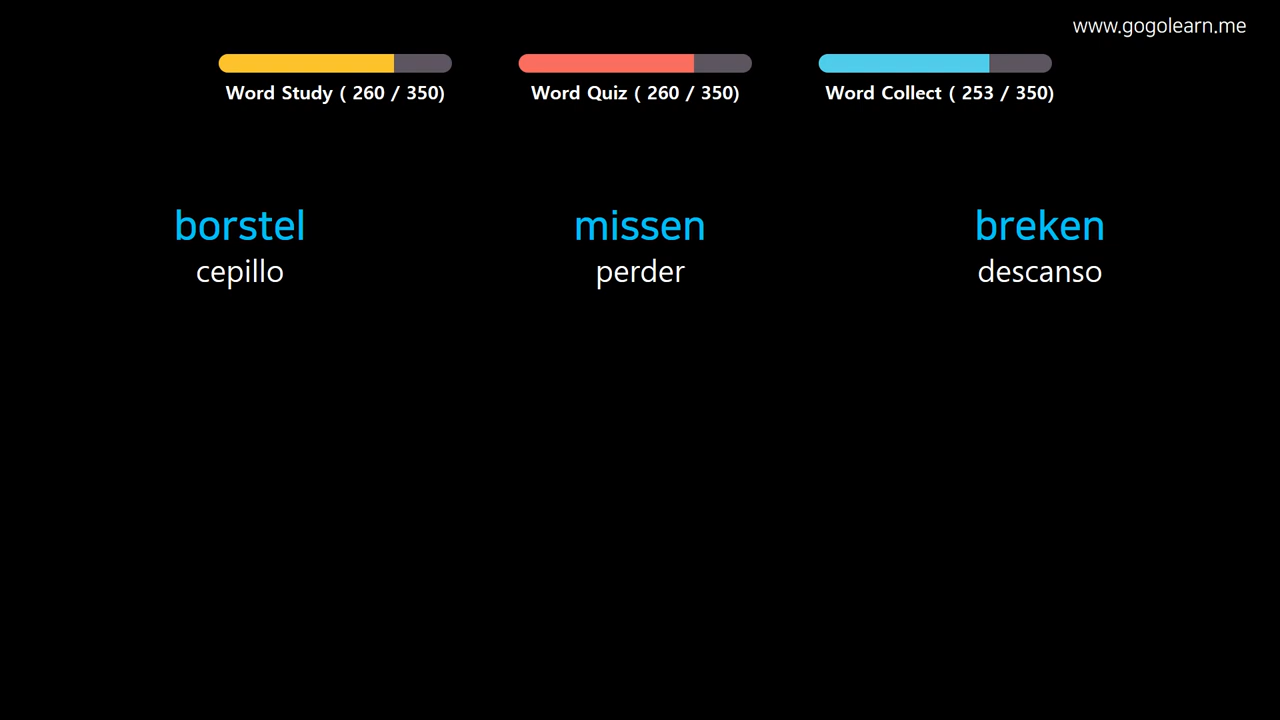 www.gogolearn.me
Word Study ( 260 / 350)
Word Quiz ( 260 / 350)
Word Collect ( 253 / 350)
borstel
cepillo
missen
perder
breken
descanso